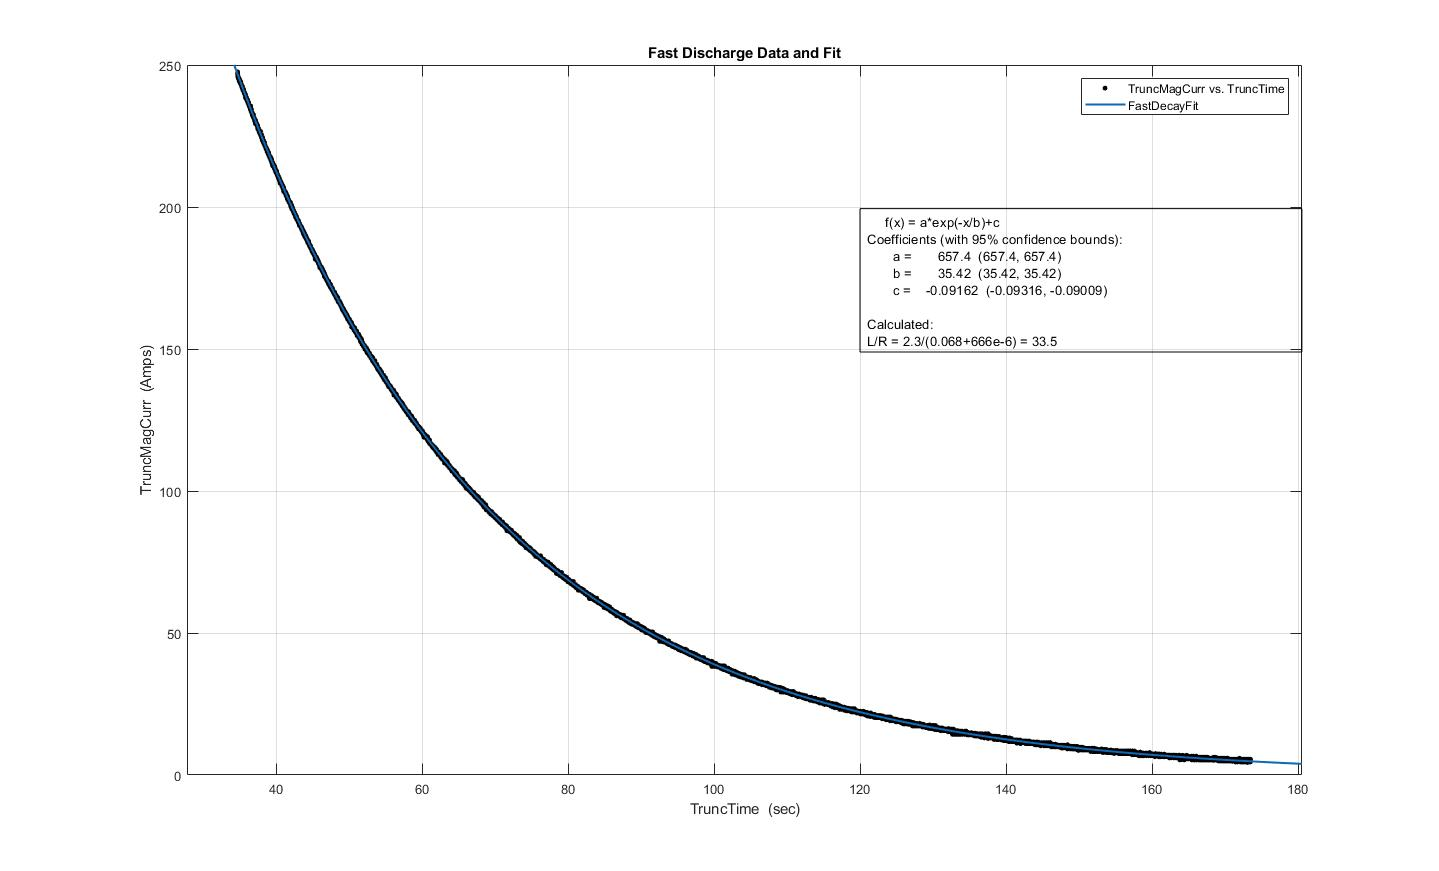 Fast Discharge Data and Fit
250
200
150
100
50
0
TruncMagCurr (Amps)
TruncMagCurr vs. TruncTime
FastDecayFit
f(x) = a*exp(-x/b)+c
Coefficients (with 95% confidence bounds):
a = 657.4 (657.4, 657.4)
b = 35.42 (35.42, 35.42)
c = -0.09162 (-0.09316, -0.09009)
Calculated:
L/R = 2.3/(0.068+666e-6) = 33.5
40 60 80 100 120 140 160 180
TruncTime (sec)